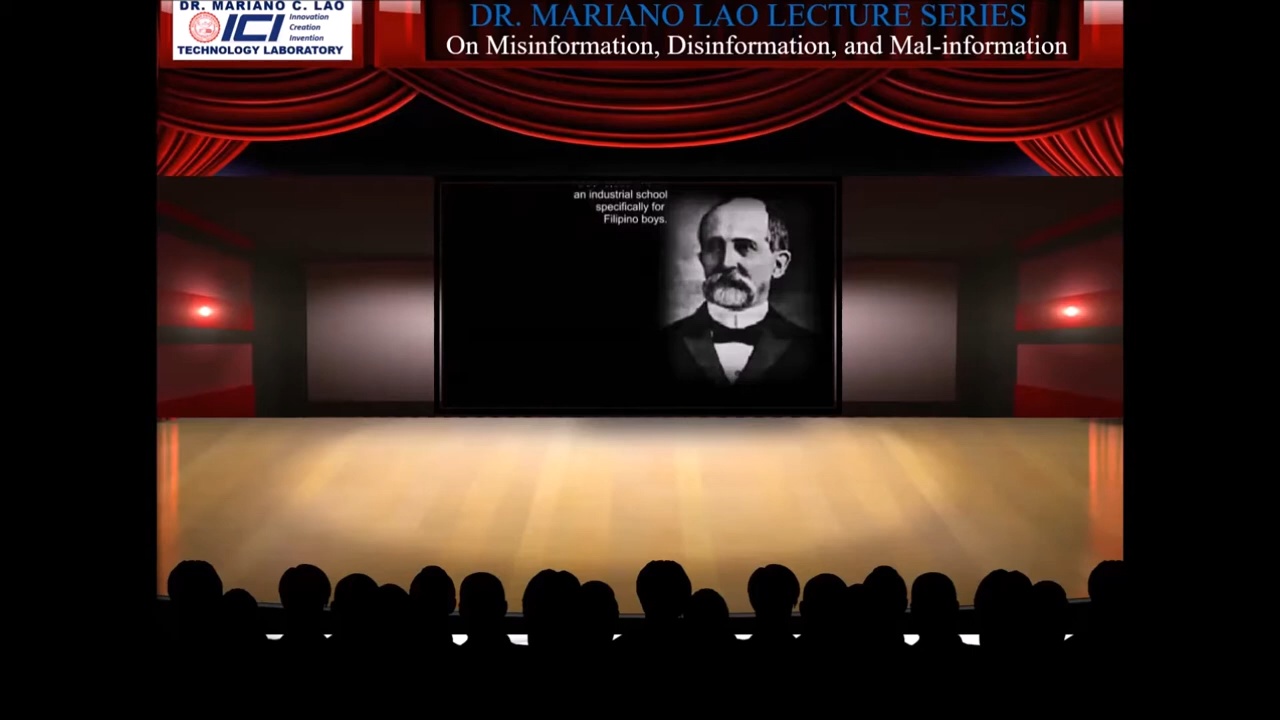 DR. MARIANO C. LAO
ICI
Innovation
Creation
Invention
TECHNOLOGY LABORATORY
DR. MARIANO LAO LECTURE SERIES
On Misinformation, Disinformation, and Mal-information
an industrial school
specifically for
Filipino boys.